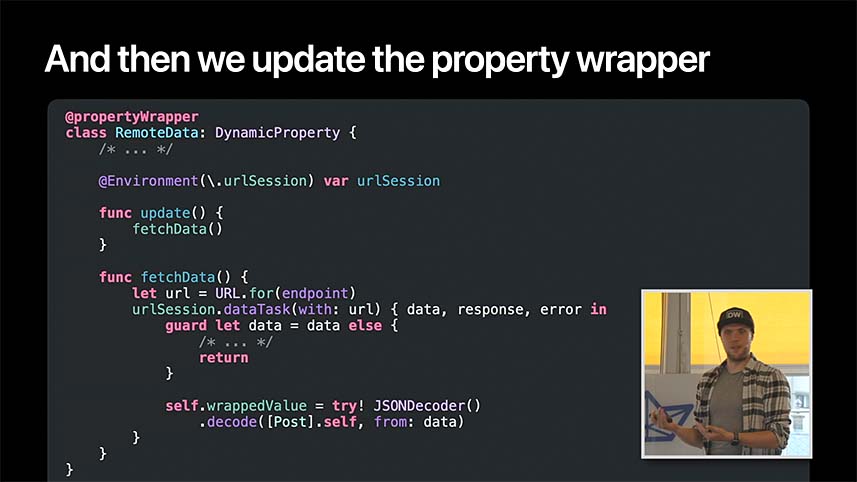 And then we update the property wrapper
@propertyWrapper
class RemoteData: DynamicProperty {
    /* ... */

    @Environment(\.urlSession) var urlSession

    func update() {
        fetchData()
    }

    func fetchData() {
        let url = URL.for(endpoint)
        urlSession.dataTask(with: url) { data, response, error in
            guard let data = data else {
                /* ... */
                return
            }

            self.wrappedValue = try! JSONDecoder()
                .decode([Post].self, from: data)
        }
    }
}
DW